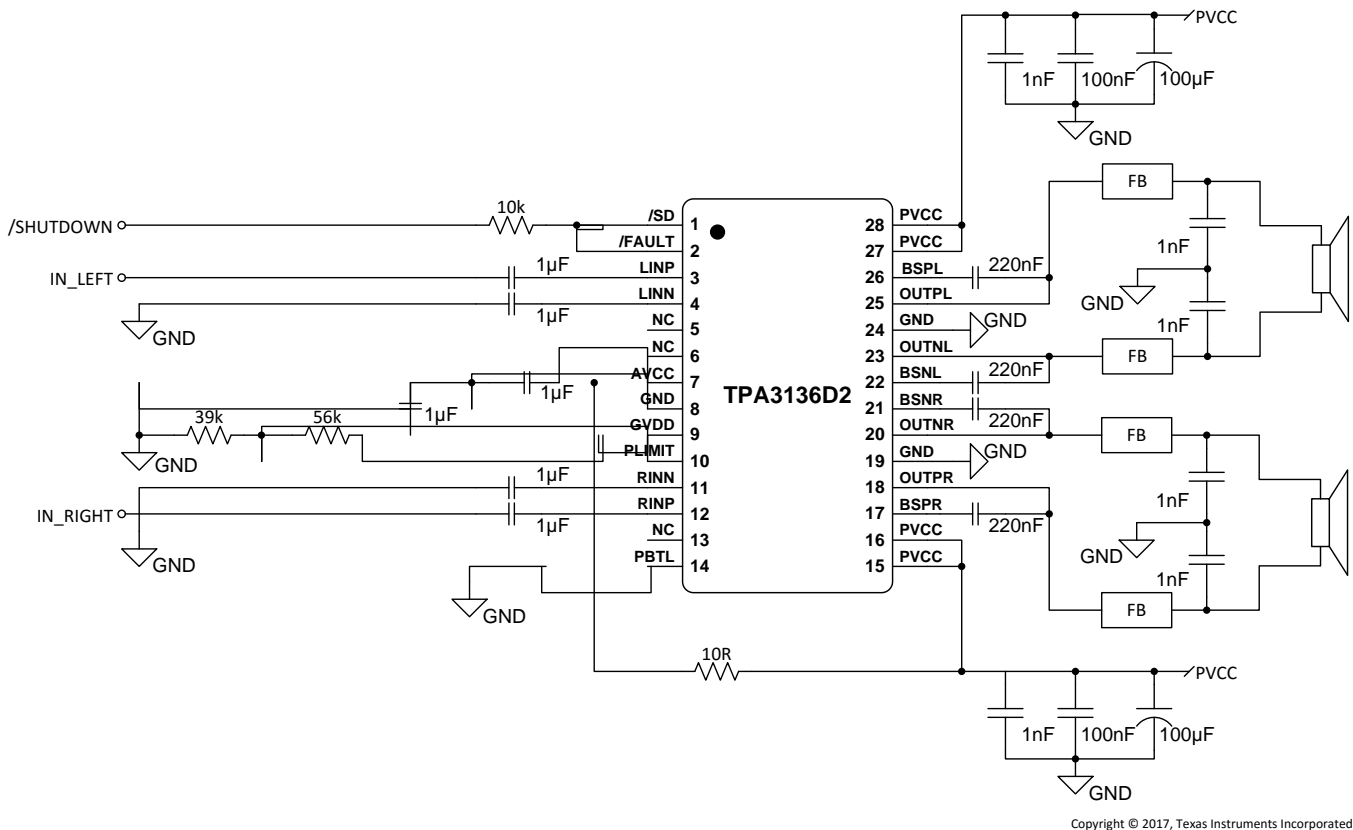 PVCC
1nF 100nF 100µF
GND
FB
10k /SD PVCC
/SHUTDOWN 1 28
/FAULT PVCC 1nF
2 27
1µF LINP BSPL 220nF
IN_LEFT 3 26
LINN OUTPL GND
4 25
GND 1µF NC GND GND 1nF
5 24
NC OUTNL FB
6 23
AVCC BSNL 220nF
1µF 7 TPA3136D2 22
GND BSNR
39k 56k 1µF 8 21
GVDD OUTNR 220nF FB
9 20
GND PLIMIT GND GND
10 19
1µF RINN OUTPR 1nF
11 18
RINP BSPR
IN_RIGHT 12 17
1µF NC PVCC 220nF
13 16
GND PBTL PVCC GND 1nF
14 15
GND FB
10R PVCC
1nF 100nF 100µF
GND
Copyright © 2017, Texas Instruments Incorporated